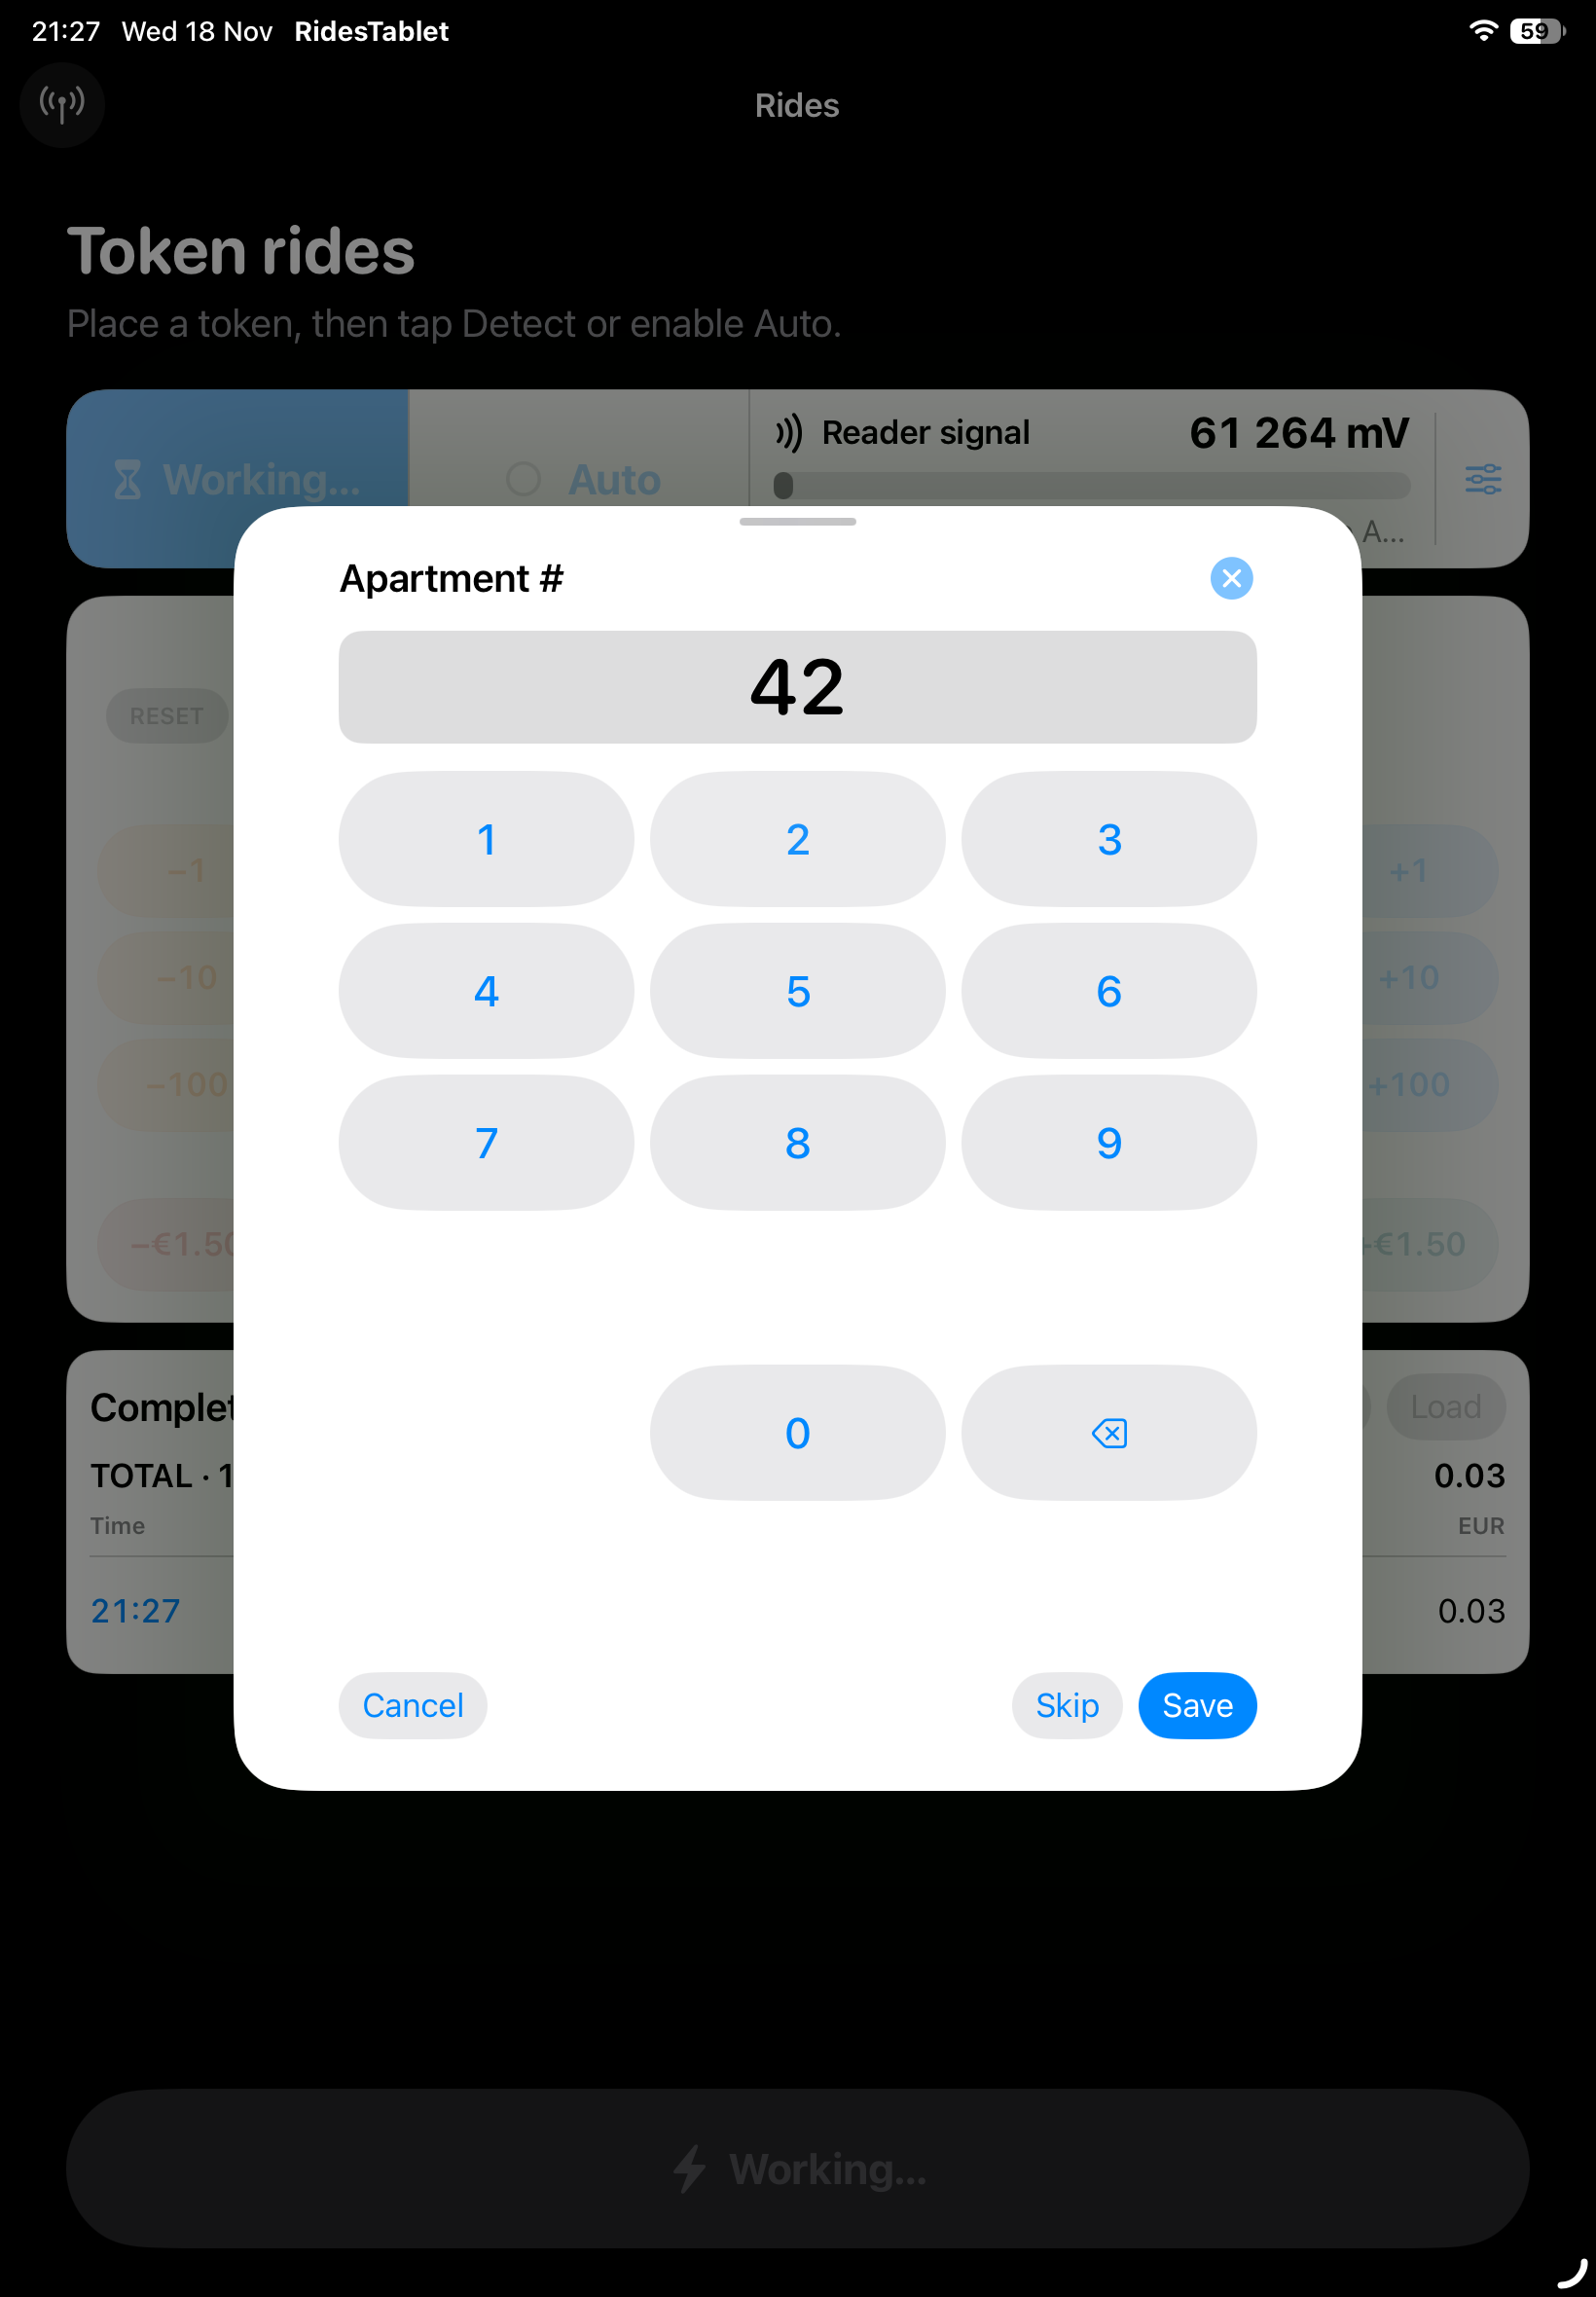 21:27 Wed 18 Nov RidesTablet 59
Rides
Token rides
Place a token, then tap Detect or enable Auto.
Working...
Auto
Reader signal 61 264 mV
A...
Apartment #
42
RESET
1 2 3
−1 +1
4 5 6
−10 +10
−100 +100
7 8 9
−€1.50 +€1.50
Load
0
TOTAL · 1 0.03
Time EUR
21:27 0.03
Cancel Skip Save
Working...